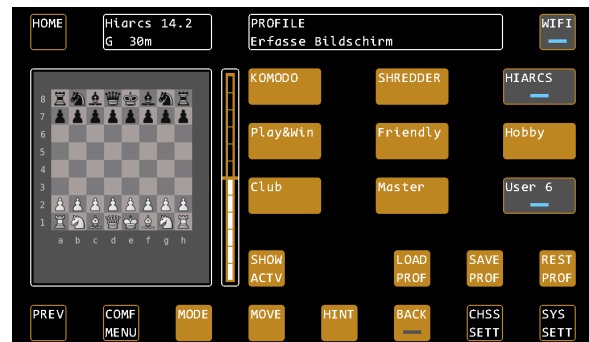 HOME
Hiarcs 14.2
G 30m
PROFILE
Erfasse Bildschirm
WIFI
KOMODO
SHREDDER
HIARCS
Play&Win
Friendly
Hobby
Club
Master
User 6
8
7
6
5
4
3
2
1
a b c d e f g h
SHOW
ACTV
LOAD
PROF
SAVE
PROF
REST
PROF
PREV
COMF
MENU
MODE
MOVE
HINT
BACK
CHSS
SETT
SYS
SETT